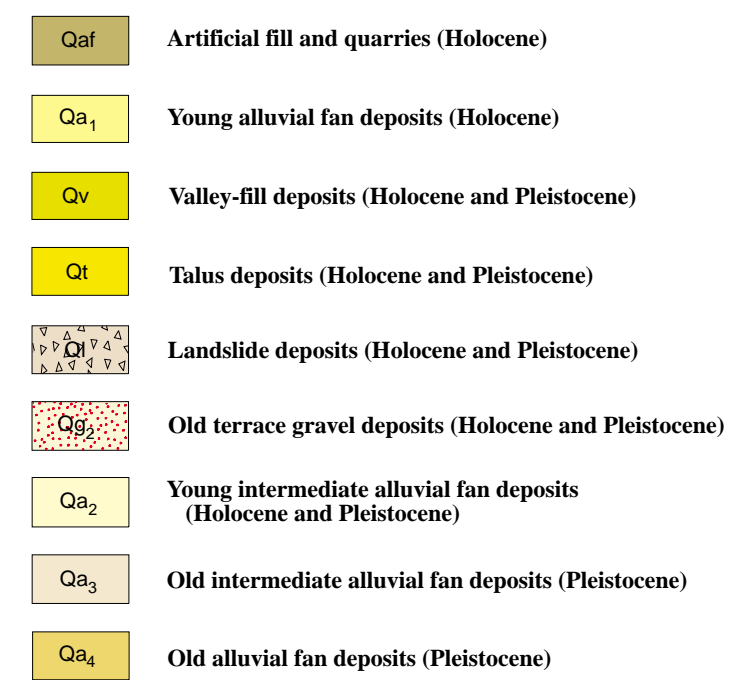 Qaf Artificial fill and quarries (Holocene)
Qa1 Young alluvial fan deposits (Holocene)
Qv Valley-fill deposits (Holocene and Pleistocene)
Qt Talus deposits (Holocene and Pleistocene)
Ql Landslide deposits (Holocene and Pleistocene)
Qg2 Old terrace gravel deposits (Holocene and Pleistocene)
Qa2 Young intermediate alluvial fan deposits
(Holocene and Pleistocene)
Qa3 Old intermediate alluvial fan deposits (Pleistocene)
Qa4 Old alluvial fan deposits (Pleistocene)